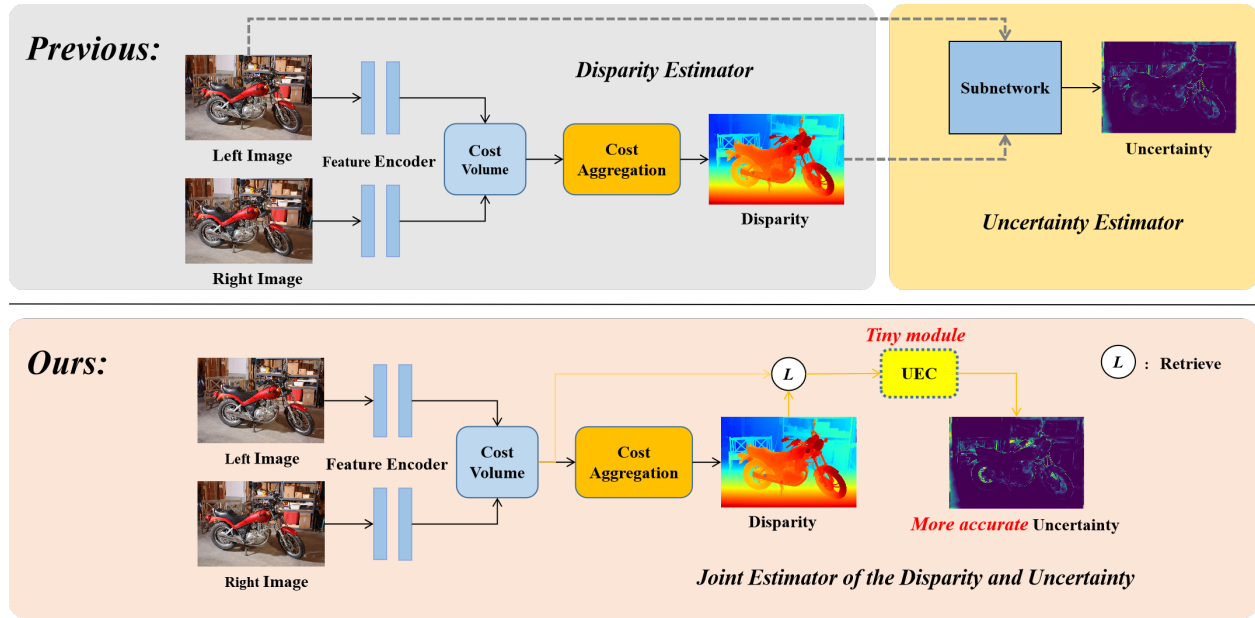 Previous:
Disparity Estimator
Subnetwork
Left Image
Feature Encoder
Cost
Volume
Cost
Aggregation
Uncertainty
Disparity
Uncertainty Estimator
Right Image
Ours:
Tiny module
L
UEC
L : Retrieve
Left Image
Feature Encoder
Cost
Volume
Cost
Aggregation
Disparity
More accurate Uncertainty
Right Image
Joint Estimator of the Disparity and Uncertainty